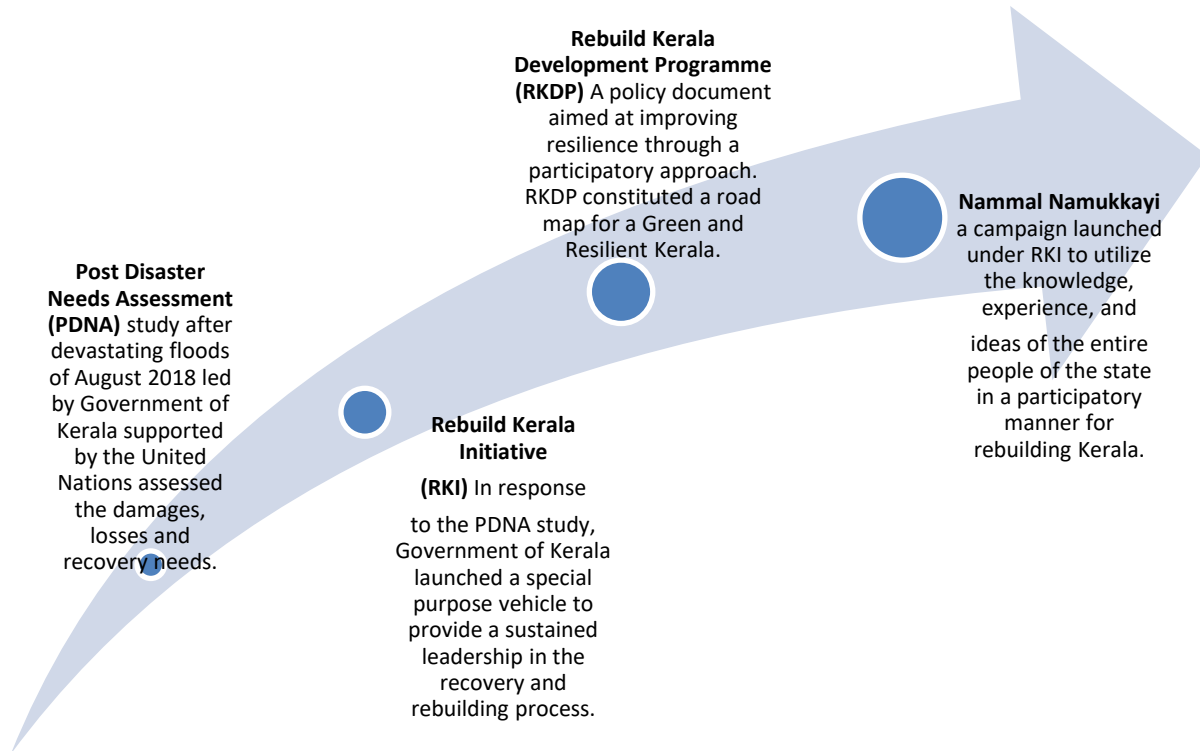 Post Disaster
Needs Assessment
(PDNA) study after
devastating floods
of August 2018 led
by Government of
Kerala supported
by the United
Nations assessed
the damages,
losses and
recovery needs.
Rebuild Kerala
Initiative
(RKI) In response
to the PDNA study,
Government of Kerala
launched a special
purpose vehicle to
provide a sustained
leadership in the
recovery and
rebuilding process.
Rebuild Kerala
Development Programme
(RKDP) A policy document
aimed at improving
resilience through a
participatory approach.
RKDP constituted a road
map for a Green and
Resilient Kerala.
Nammal Namukkayi
a campaign launched
under RKI to utilize
the knowledge,
experience, and
ideas of the entire
people of the state
in a participatory
manner for
rebuilding Kerala.